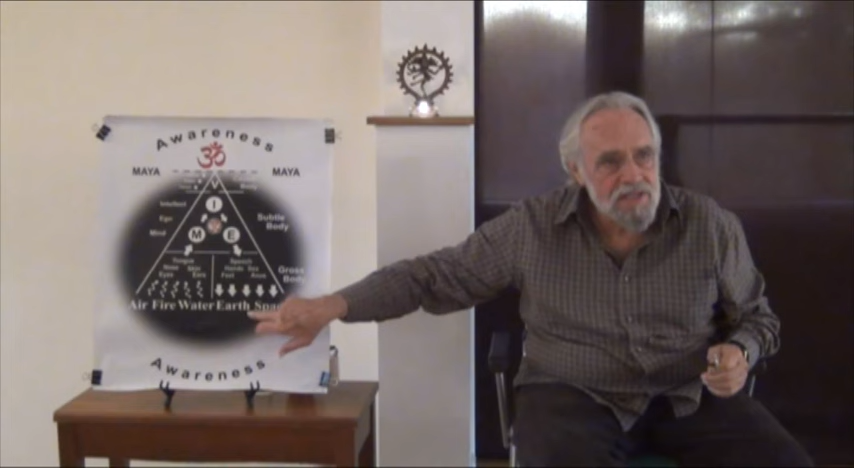 Awareness
ॐ
MAYA MAYA
Body
Intellect
I
Ego Subtle
Body
Mind
M E
Tongue Speech
Nose Skin Hands Sex
Eyes Ears Feet Anus
Gross
Body
Air Fire Water Earth Space
Awareness